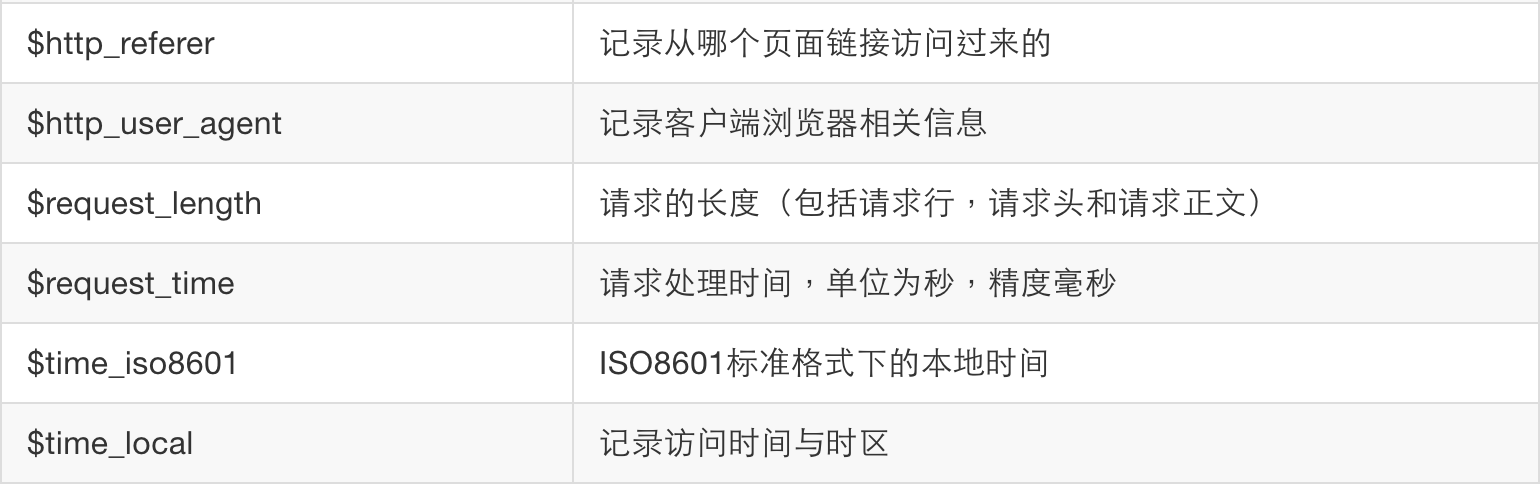 $http_referer 记录从哪个页面链接访问过来的
$http_user_agent 记录客户端浏览器相关信息
$request_length 请求的长度（包括请求行，请求头和请求正文）
$request_time 请求处理时间，单位为秒，精度毫秒
$time_iso8601 ISO8601标准格式下的本地时间
$time_local 记录访问时间与时区